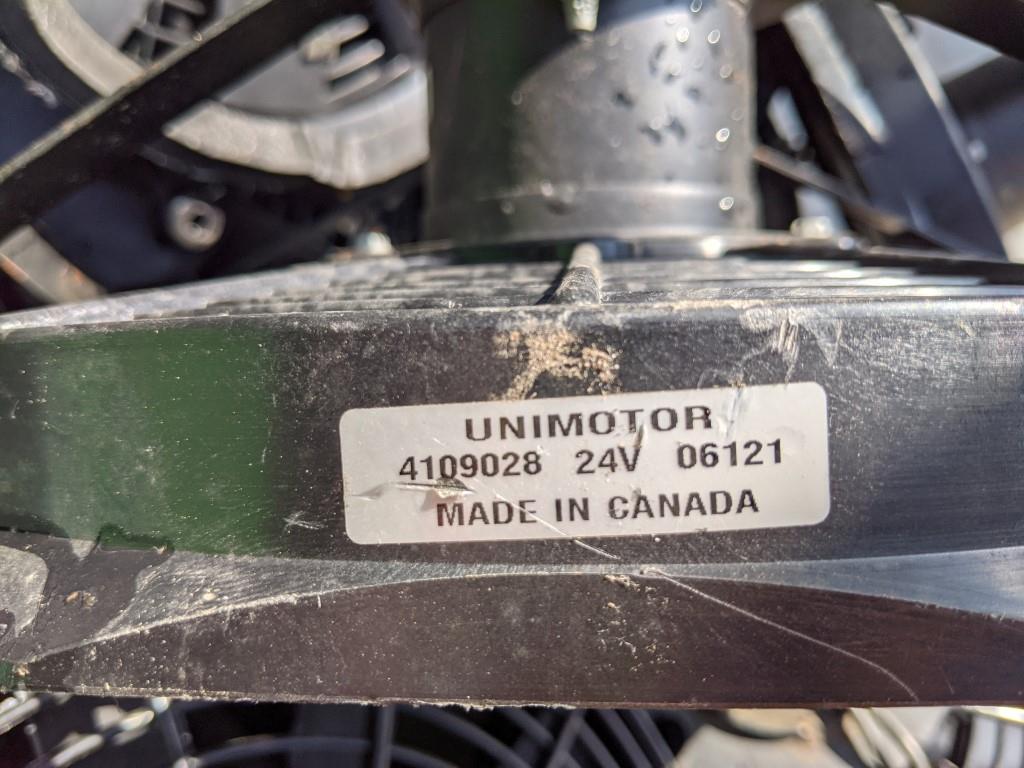 UNIMOTOR
4109028 24V 06121
MADE IN CANADA